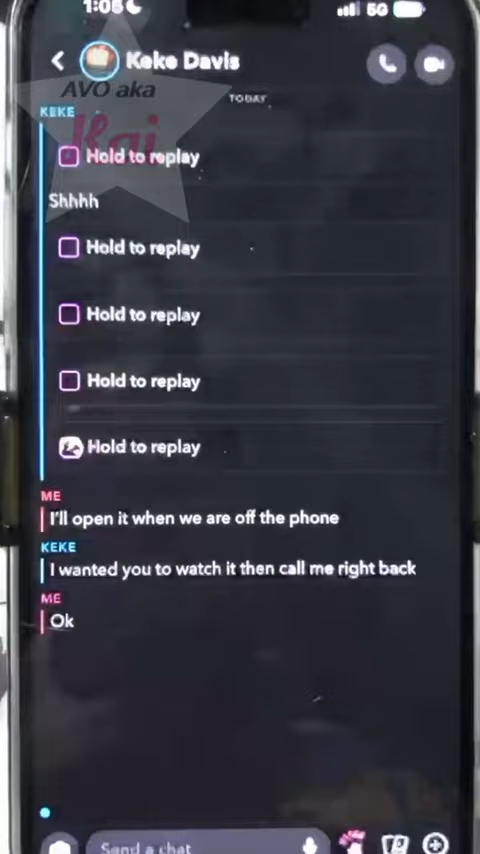 1:05
5G
Keke Davis
AVO aka
Kai
TODAY
KEKE
Hold to replay
Shhhh
Hold to replay
Hold to replay
Hold to replay
Hold to replay
ME
I'll open it when we are off the phone
KEKE
I wanted you to watch it then call me right back
ME
Ok
Send a chat